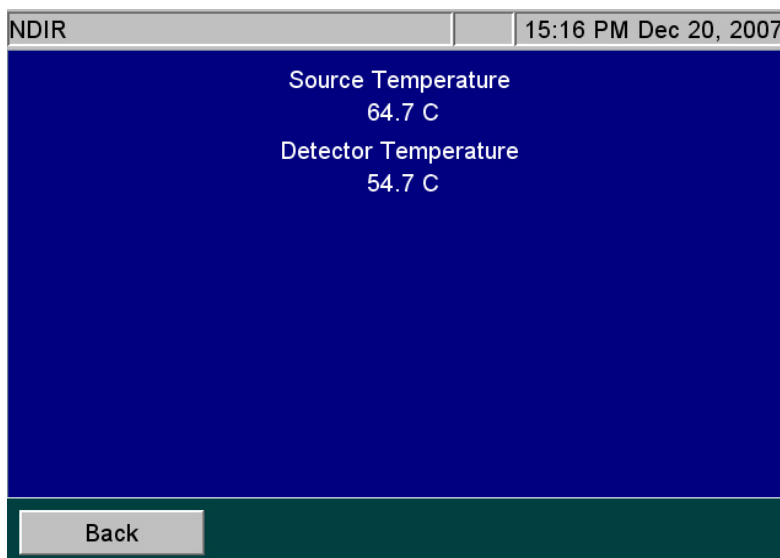 NDIR 15:16 PM Dec 20, 2007
Source Temperature
64.7 C
Detector Temperature
54.7 C
Back